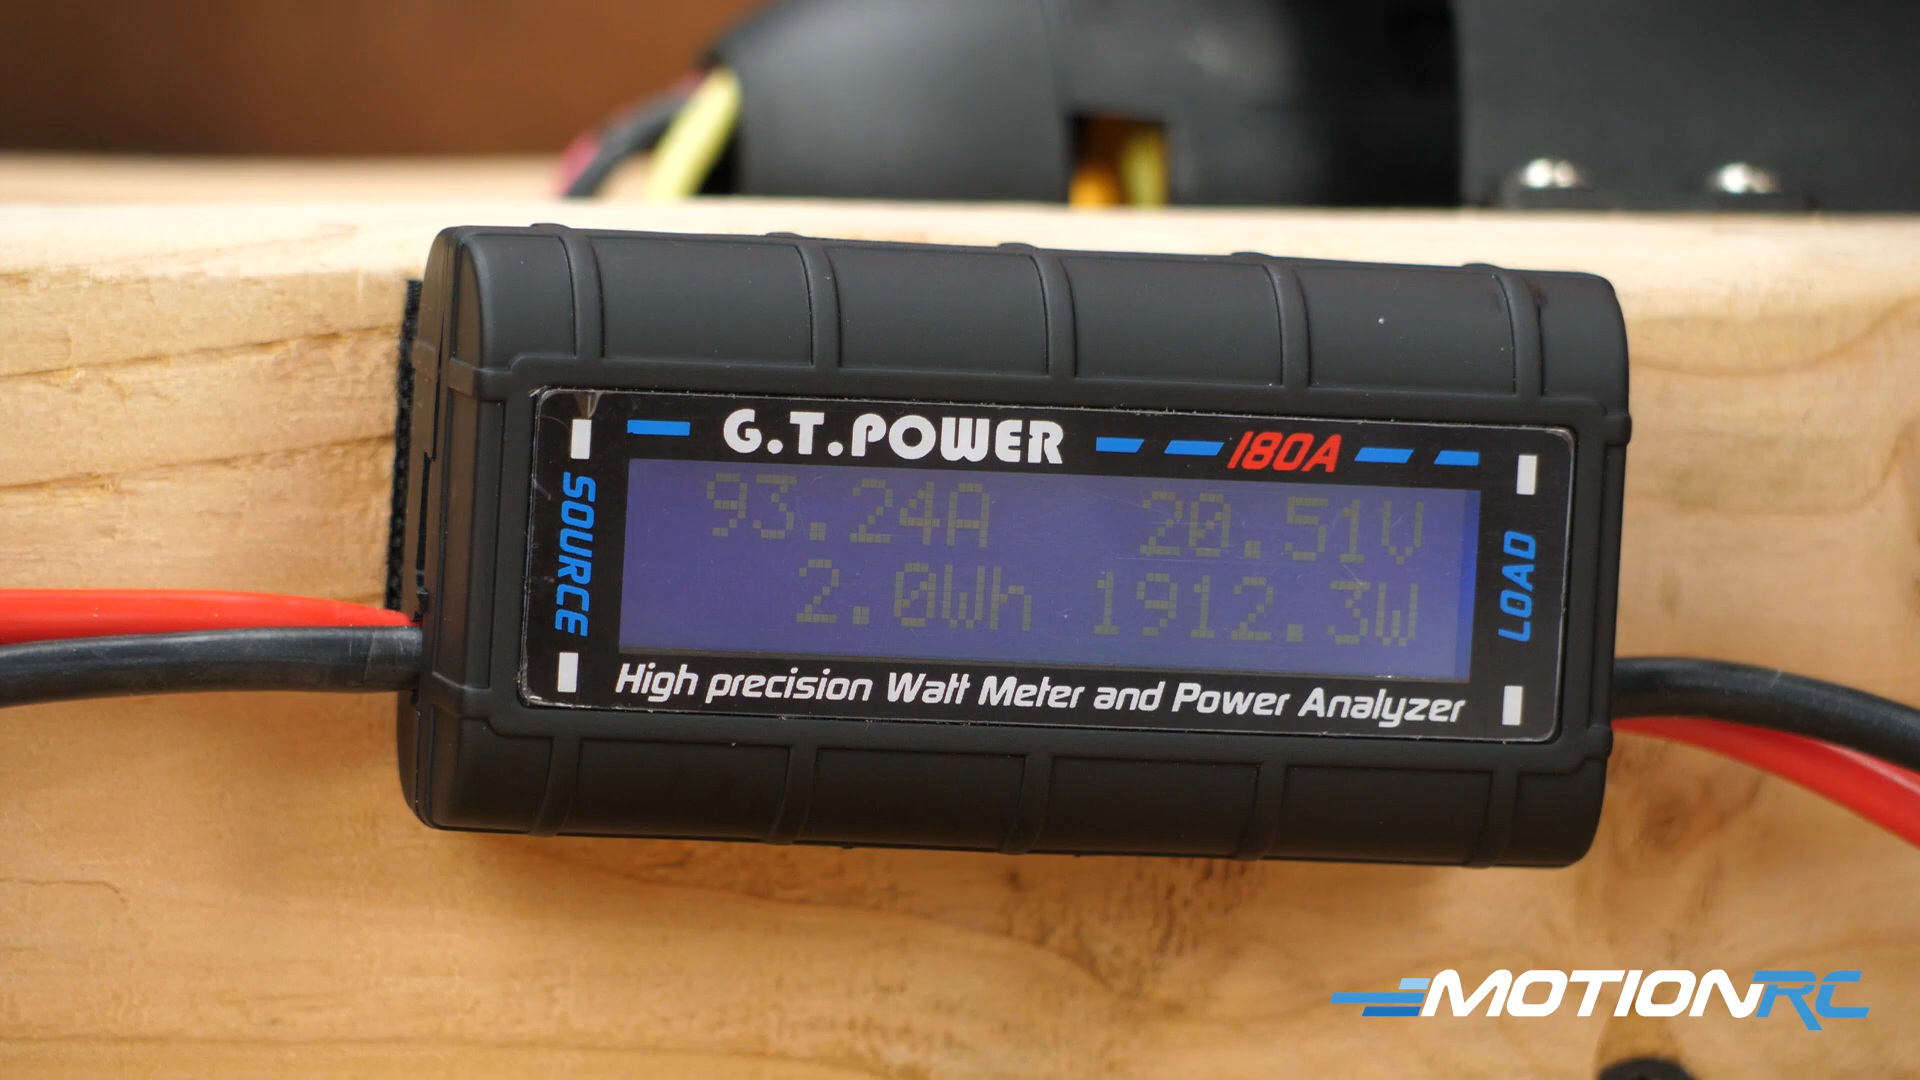 G.T.POWER 180A
SOURCE
93.24A 20.51V
2.0Wh 1912.3W
LOAD
High precision Watt Meter and Power Analyzer
MOTIONRC